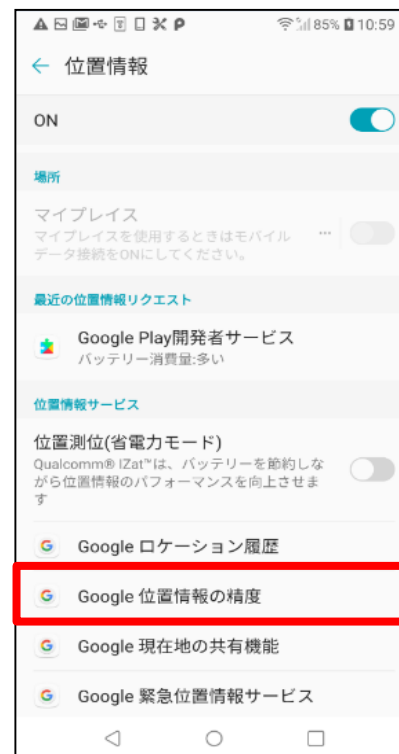 85% 10:59
位置情報
ON
場所
マイプレイス
マイプレイスを使用するときはモバイル
データ接続をONにしてください。
最近の位置情報リクエスト
Google Play開発者サービス
バッテリー消費量:多い
位置情報サービス
位置測位(省電力モード)
Qualcomm® IZat™は、バッテリーを節約しな
がら位置情報のパフォーマンスを向上させま
す
Google ロケーション履歴
Google 位置情報の精度
Google 現在地の共有機能
Google 緊急位置情報サービス